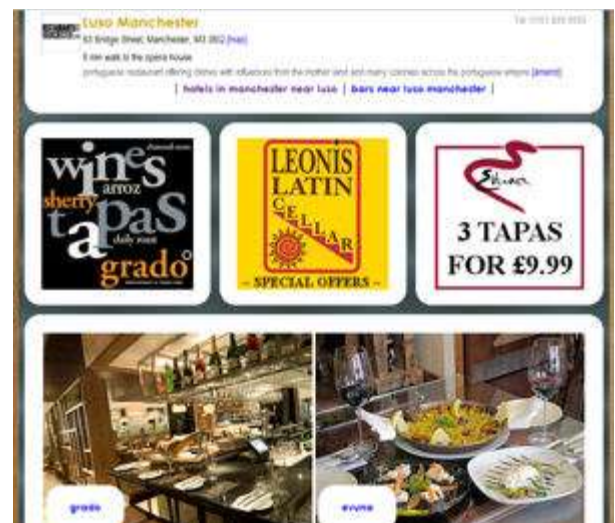 Luso Manchester
63 Bridge Street, Manchester, M3 3BQ [map]
5 min walk to the opera house
portuguese restaurant offering dishes with influences from the mother land and many colonies across the portuguese empire [amend]
| hotels in manchester near luso | bars near luso manchester |
wines
arroz
sherry
tapas
daily roast
grado
LEONIS
LATIN
CELLAR
- SPECIAL OFFERS -
3 TAPAS
FOR £9.99
grado
evuna